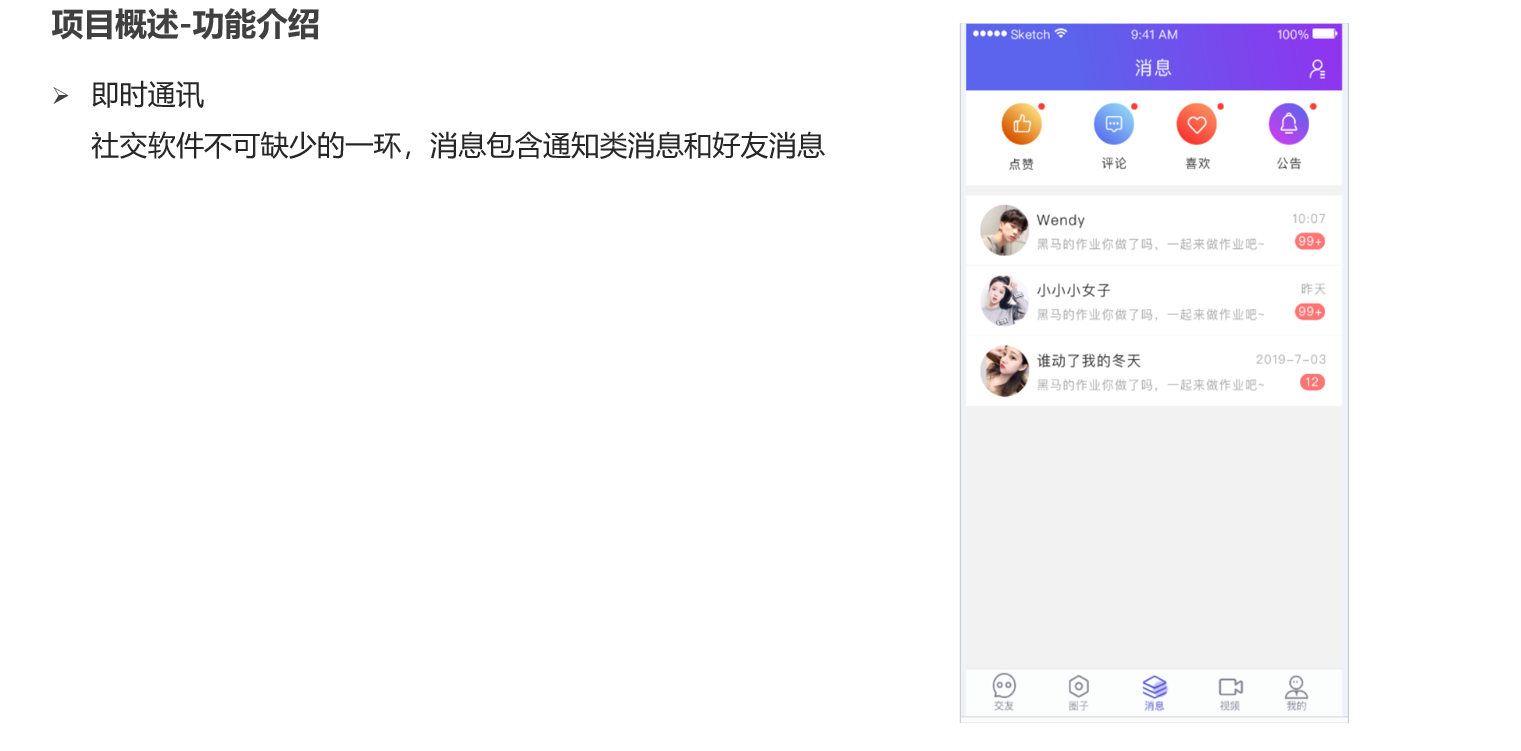 项目概述-功能介绍
➢ 即时通讯
社交软件不可缺少的一环，消息包含通知类消息和好友消息
Sketch 9:41 AM 100%
消息
点赞 评论 喜欢 公告
Wendy 10:07
黑马的作业你做了吗，一起来做作业吧~ 99+
小小小女子 昨天
黑马的作业你做了吗，一起来做作业吧~ 99+
谁动了我的冬天 2019-7-03
黑马的作业你做了吗，一起来做作业吧~ 12
交友 圈子 消息 视频 我的